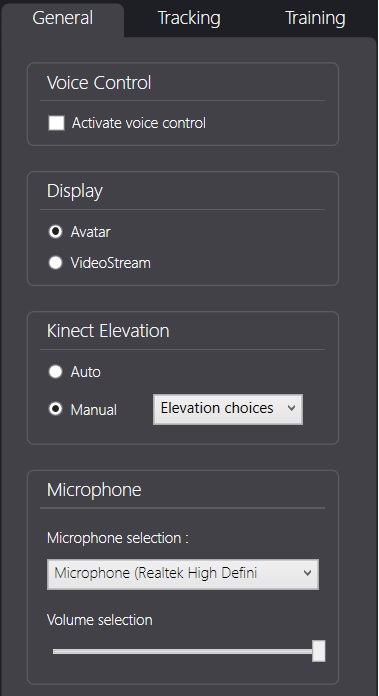 General Tracking Training
Voice Control
Activate voice control
Display
Avatar
VideoStream
Kinect Elevation
Auto
Manual Elevation choices
Microphone
Microphone selection :
Microphone (Realtek High Defini
Volume selection